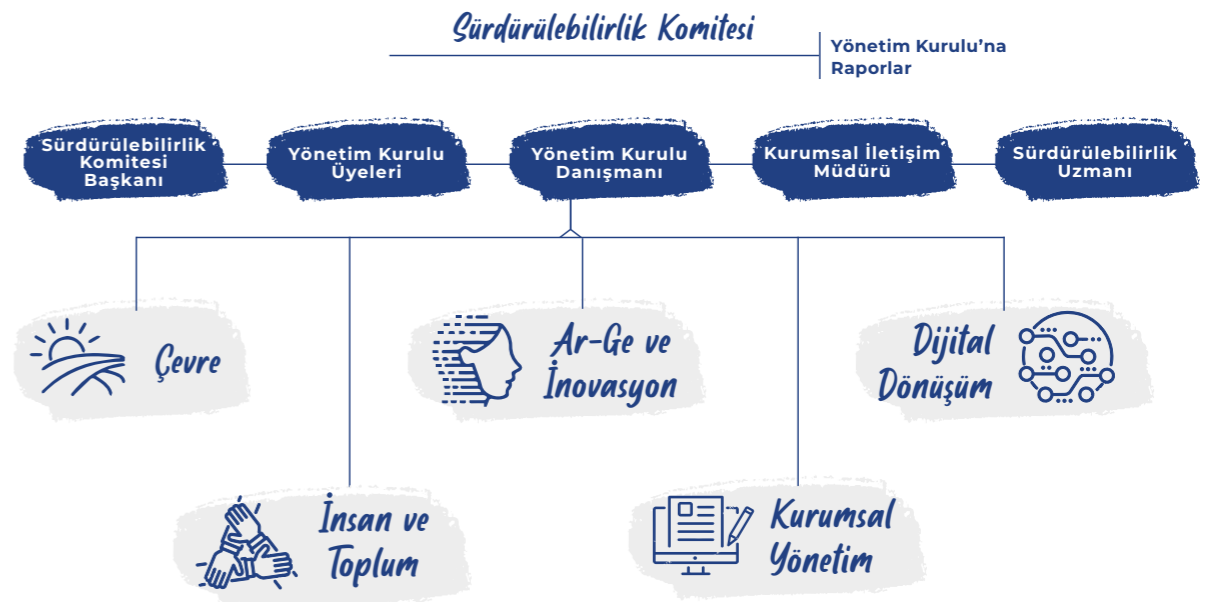 Sürdürülebilirlik Komitesi
Yönetim Kurulu’na
Raporlar
Sürdürülebilirlik
Komitesi
Başkanı
Yönetim Kurulu
Üyeleri
Yönetim Kurulu
Danışmanı
Kurumsal İletişim
Müdürü
Sürdürülebilirlik
Uzmanı
Çevre
Ar-Ge ve
İnovasyon
Dijital
Dönüşüm
İnsan ve
Toplum
Kurumsal
Yönetim